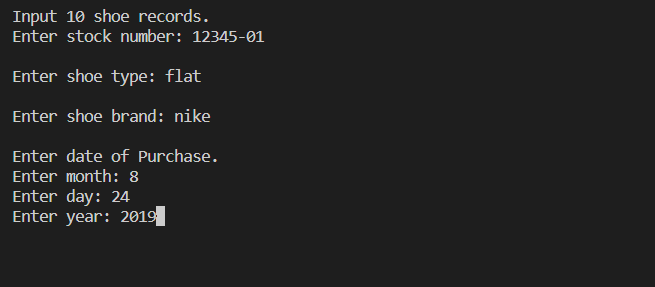 Input 10 shoe records.
Enter stock number: 12345-01
Enter shoe type: flat
Enter shoe brand: nike
Enter date of Purchase.
Enter month: 8
Enter day: 24
Enter year: 2019